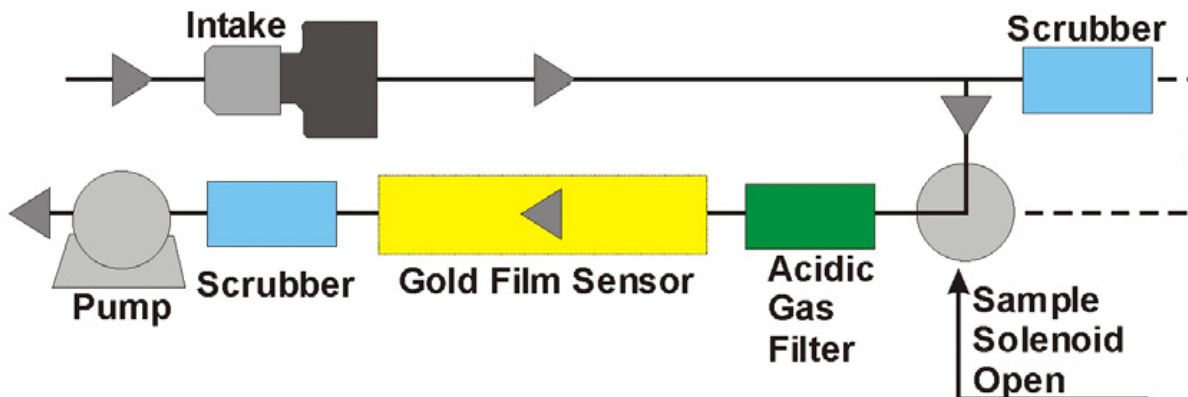 Intake
Scrubber
Pump
Scrubber
Gold Film Sensor
Acidic
Gas
Filter
Sample
Solenoid
Open